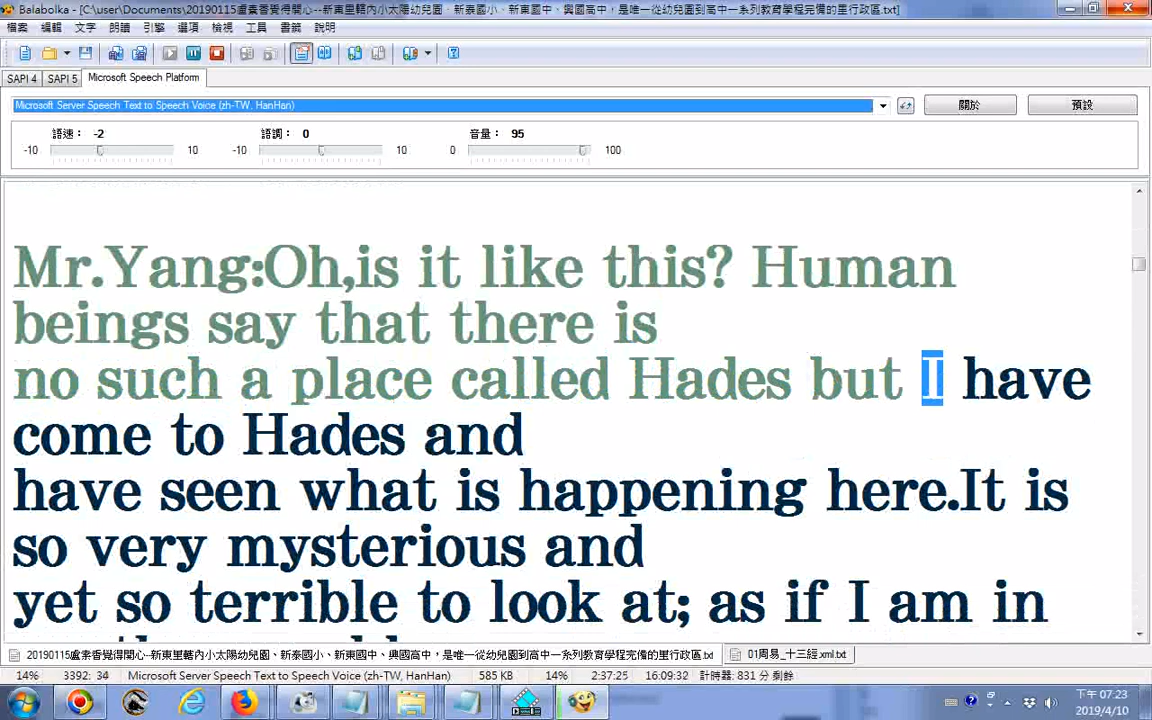 Balabolka - [C:\user\Documents\20190115盧素香覺得開心--新東里轄內小太陽幼兒園、新泰國小、新東國中、興國高中，是唯一從幼兒園到高中一系列教育學程完備的里行政區.txt]
檔案 編輯 文字 朗讀 引擎 選項 檢視 工具 書籤 說明
SAPI 4 SAPI 5 Microsoft Speech Platform
Microsoft Server Speech Text to Speech Voice (zh-TW, HanHan) 關於 預設
語速： -2 語調： 0 音量： 95
-10 10 -10 10 0 100
Mr.Yang:Oh,is it like this? Human
beings say that there is
no such a place called Hades but I have
come to Hades and
have seen what is happening here.It is
so very mysterious and
yet so terrible to look at; as if I am in
20190115盧素香覺得開心--新東里轄內小太陽幼兒園、新泰國小、新東國中、興國高中，是唯一從幼兒園到高中一系列教育學程完備的里行政區.txt 01周易_十三經.xml.txt
14% 3392: 34 Microsoft Server Speech Text to Speech Voice (zh-TW, HanHan) 585 KB 14% 2:37:25 16:09:32 計時器: 831 分 剩餘
下午 07:23
2019/4/10